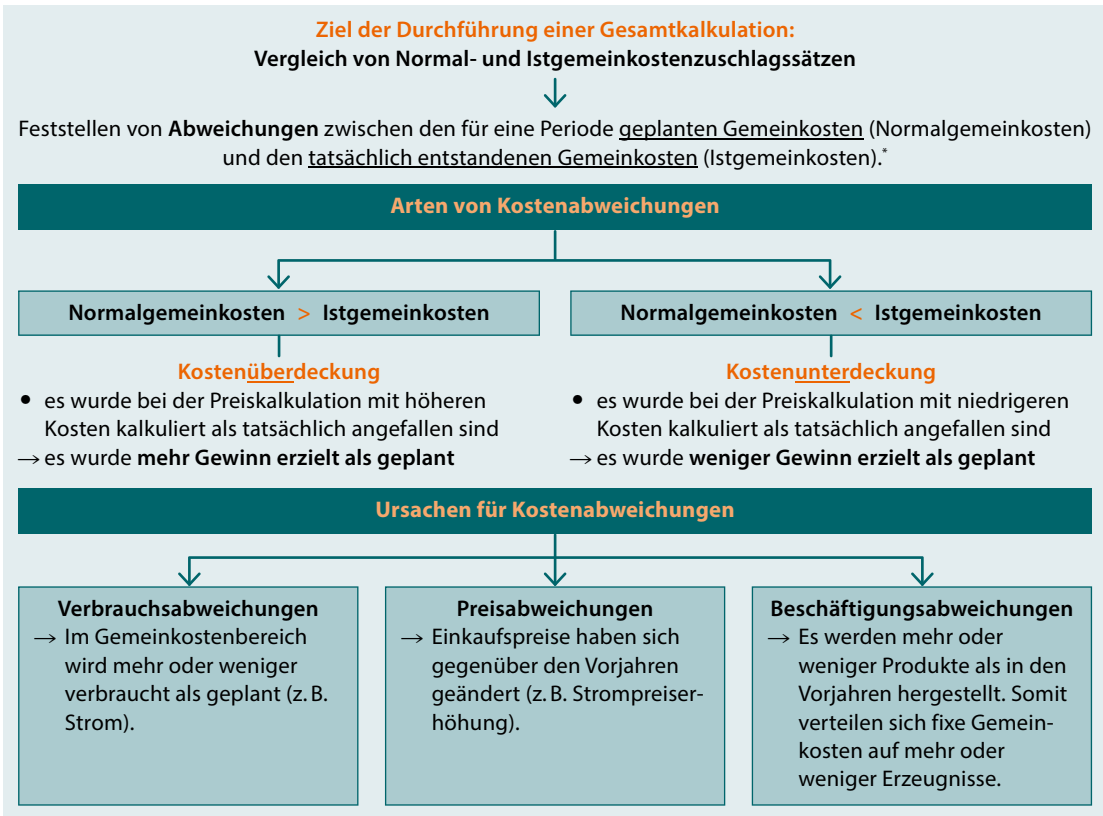 Ziel der Durchführung einer Gesamtkalkulation:
Vergleich von Normal- und Istgemeinkostenzuschlagssätzen
Feststellen von Abweichungen zwischen den für eine Periode geplanten Gemeinkosten (Normalgemeinkosten)
und den tatsächlich entstandenen Gemeinkosten (Istgemeinkosten).*
Arten von Kostenabweichungen
Normalgemeinkosten > Istgemeinkosten
Kostenüberdeckung
• es wurde bei der Preiskalkulation mit höheren
Kosten kalkuliert als tatsächlich angefallen sind
→ es wurde mehr Gewinn erzielt als geplant
Normalgemeinkosten < Istgemeinkosten
Kostenunterdeckung
• es wurde bei der Preiskalkulation mit niedrigeren
Kosten kalkuliert als tatsächlich angefallen sind
→ es wurde weniger Gewinn erzielt als geplant
Ursachen für Kostenabweichungen
Verbrauchsabweichungen
→ Im Gemeinkostenbereich
wird mehr oder weniger
verbraucht als geplant (z. B.
Strom).
Preisabweichungen
→ Einkaufspreise haben sich
gegenüber den Vorjahren
geändert (z. B. Strompreiser-
höhung).
Beschäftigungsabweichungen
→ Es werden mehr oder
weniger Produkte als in den
Vorjahren hergestellt. Somit
verteilen sich fixe Gemein-
kosten auf mehr oder
weniger Erzeugnisse.